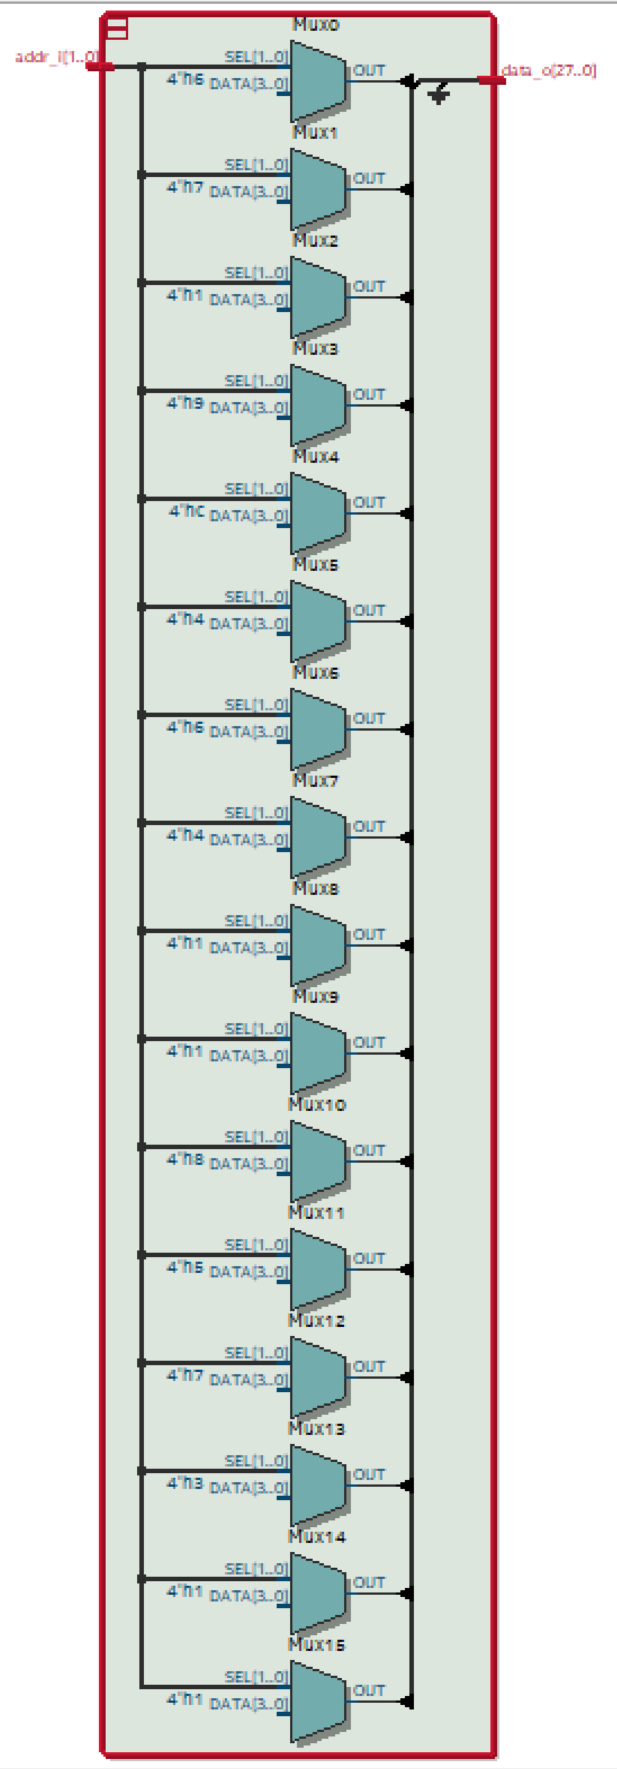 Mux0
addr_i[1..0]
SEL[1..0]
OUT
data_o[27..0]
4'h6
DATA[3..0]
Mux1
SEL[1..0]
OUT
4'h7
DATA[3..0]
Mux2
SEL[1..0]
OUT
4'h1
DATA[3..0]
Mux3
SEL[1..0]
OUT
4'h9
DATA[3..0]
Mux4
SEL[1..0]
OUT
4'hC
DATA[3..0]
Mux5
SEL[1..0]
OUT
4'h4
DATA[3..0]
Mux6
SEL[1..0]
OUT
4'h6
DATA[3..0]
Mux7
SEL[1..0]
OUT
4'h4
DATA[3..0]
Mux8
SEL[1..0]
OUT
4'h1
DATA[3..0]
Mux9
SEL[1..0]
OUT
4'h1
DATA[3..0]
Mux10
SEL[1..0]
OUT
4'h8
DATA[3..0]
Mux11
SEL[1..0]
OUT
4'h5
DATA[3..0]
Mux12
SEL[1..0]
OUT
4'h7
DATA[3..0]
Mux13
SEL[1..0]
OUT
4'h3
DATA[3..0]
Mux14
SEL[1..0]
OUT
4'h1
DATA[3..0]
Mux15
SEL[1..0]
OUT
4'h1
DATA[3..0]